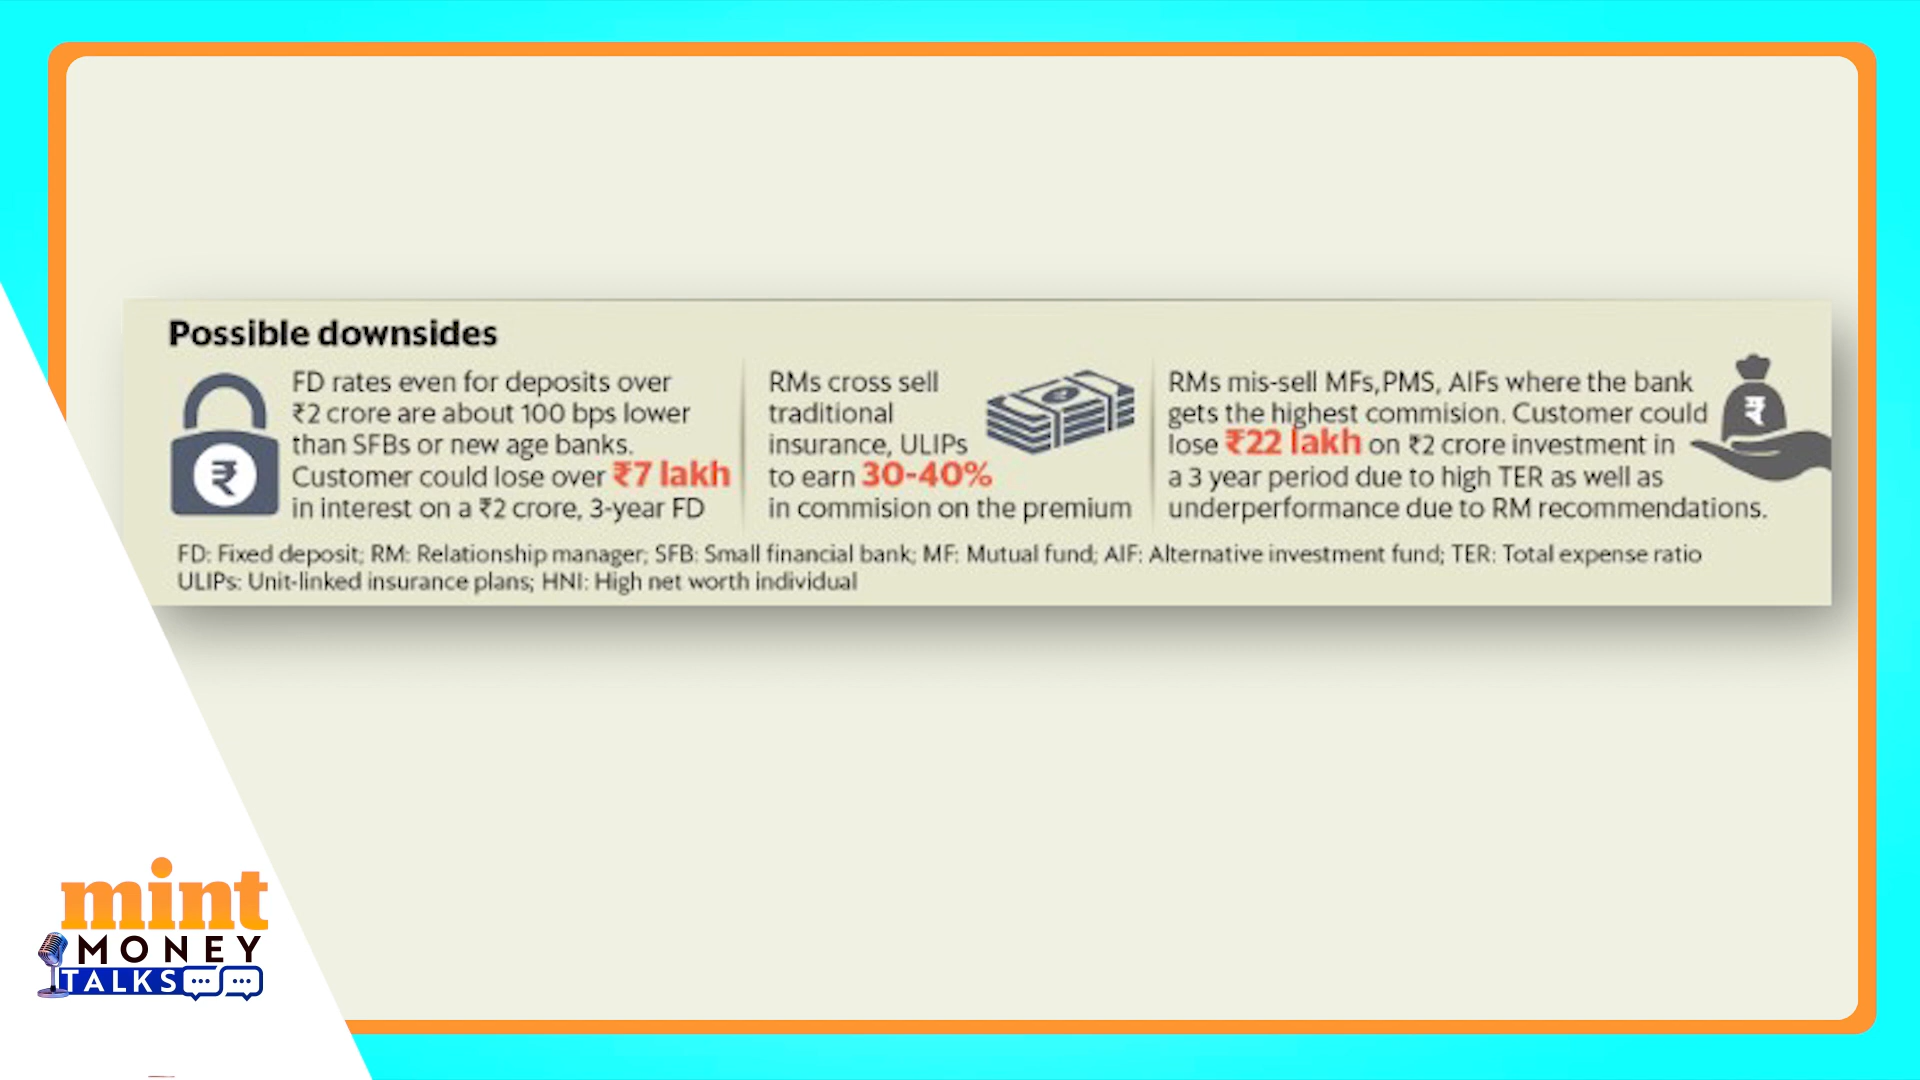 Possible downsides
FD rates even for deposits over
₹2 crore are about 100 bps lower
than SFBs or new age banks.
Customer could lose over ₹7 lakh
in interest on a ₹2 crore, 3-year FD
RMs cross sell
traditional
insurance, ULIPs
to earn 30-40%
in commision on the premium
RMs mis-sell MFs,PMS, AIFs where the bank
gets the highest commision. Customer could
lose ₹22 lakh on ₹2 crore investment in
a 3 year period due to high TER as well as
underperformance due to RM recommendations.
₹
₹
FD: Fixed deposit; RM: Relationship manager; SFB: Small financial bank; MF: Mutual fund; AIF: Alternative investment fund; TER: Total expense ratio
ULIPs: Unit-linked insurance plans; HNI: High net worth individual
mint
MONEY
TALKS